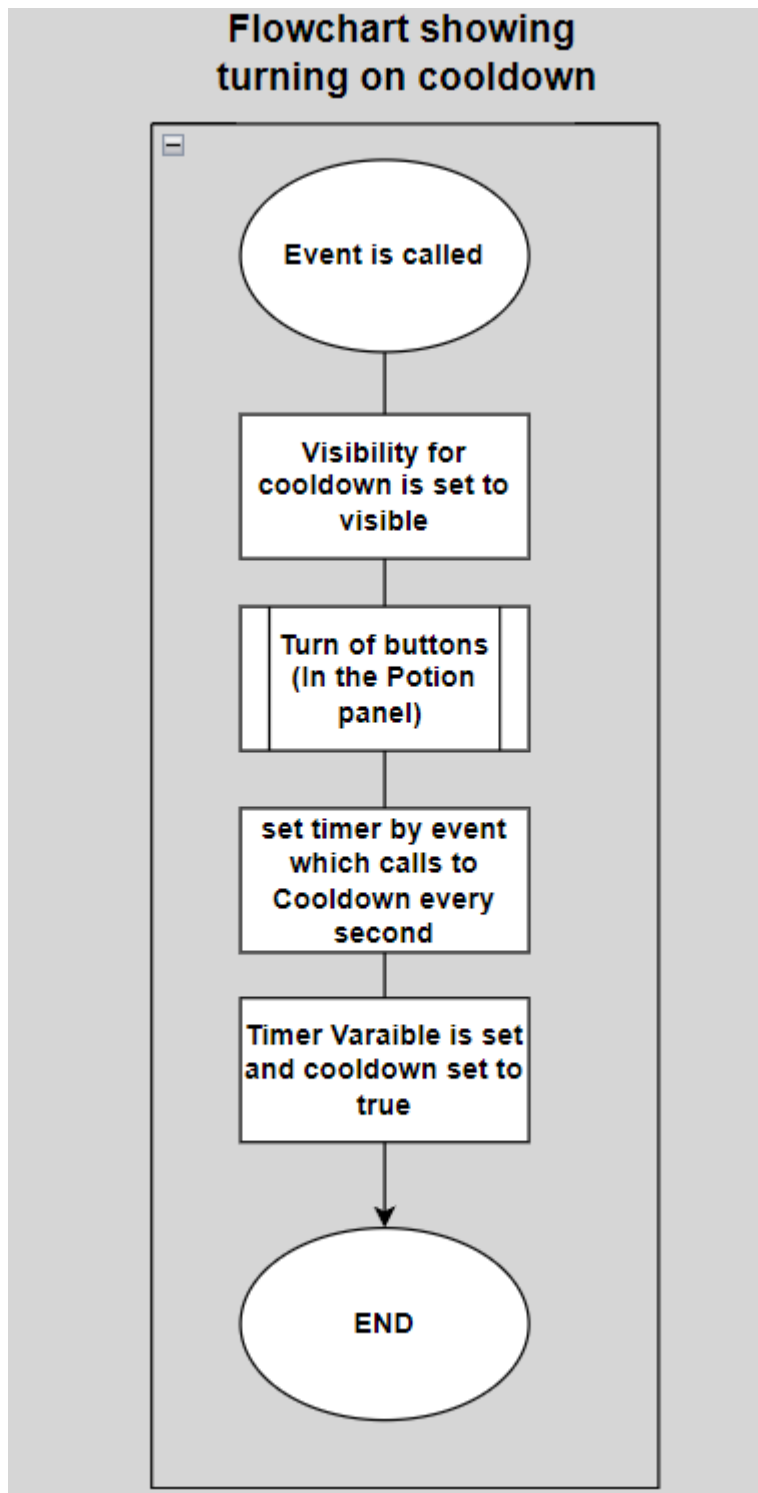 Flowchart showing
turning on cooldown
Event is called
Visibility for
cooldown is set to
visible
Turn of buttons
(In the Potion
panel)
set timer by event
which calls to
Cooldown every
second
Timer Varaible is set
and cooldown set to
true
END